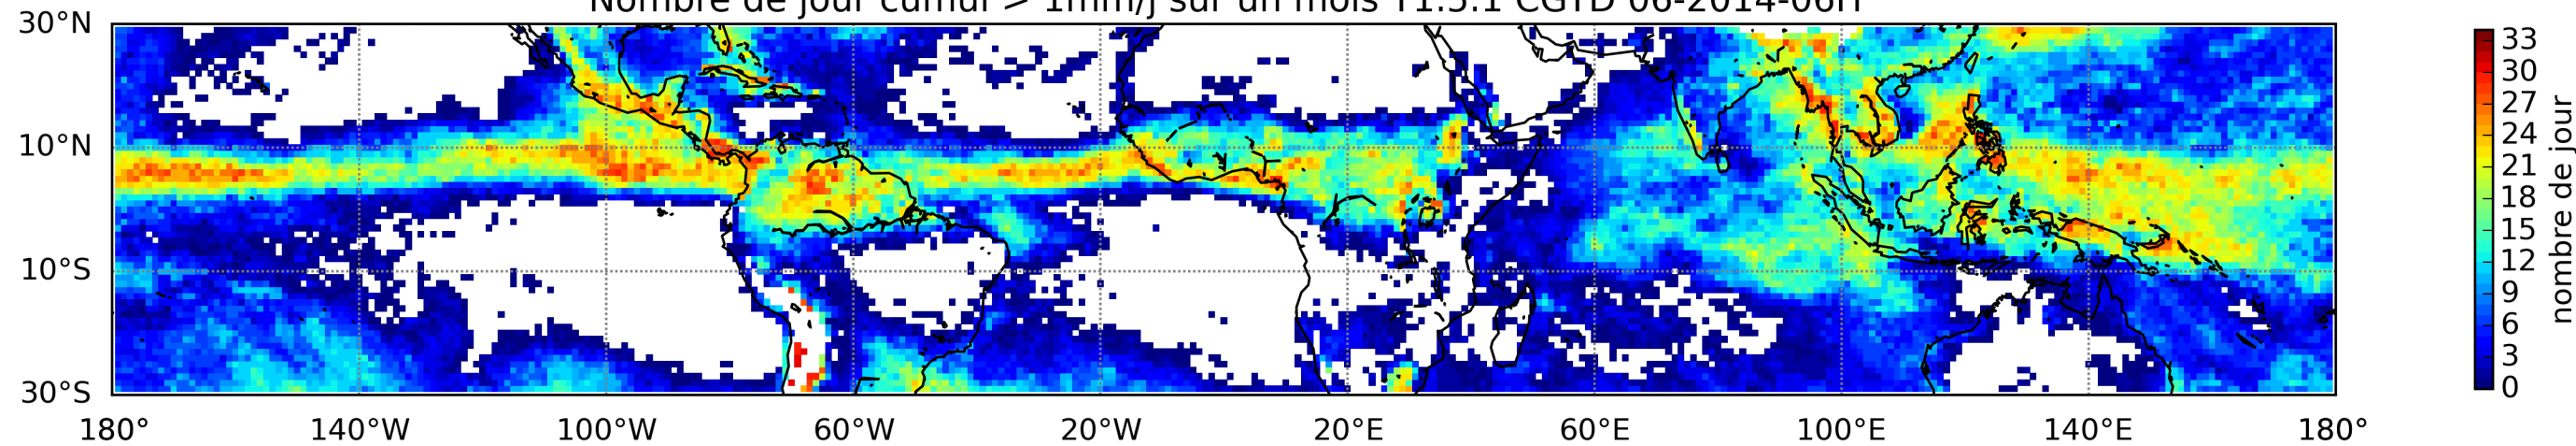 Nombre de jour cumul > 1mm/j sur un mois T1.5.1 CGTD 06-2014-06H
30°N
10°N
10°S
30°S
180° 140°W 100°W 60°W 20°W 20°E 60°E 100°E 140°E 180°
33
30
27
24
21
18
15
12
9
6
3
0
nombre de jour